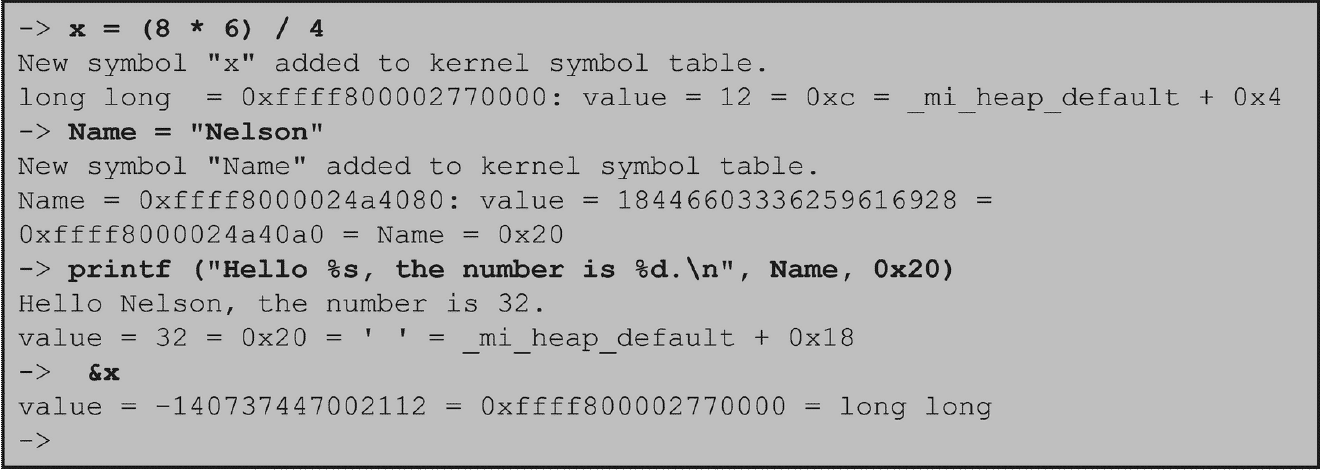 -> x = (8 * 6) / 4
New symbol "x" added to kernel symbol table.
long long  = 0xffff800002770000: value = 12 = 0xc = _mi_heap_default + 0x4
-> Name = "Nelson"
New symbol "Name" added to kernel symbol table.
Name = 0xffff8000024a4080: value = 18446603336259616928 =
0xffff8000024a40a0 = Name = 0x20
-> printf ("Hello %s, the number is %d.\n", Name, 0x20)
Hello Nelson, the number is 32.
value = 32 = 0x20 = ' ' = _mi_heap_default + 0x18
->  &x
value = -140737447002112 = 0xffff800002770000 = long long
->